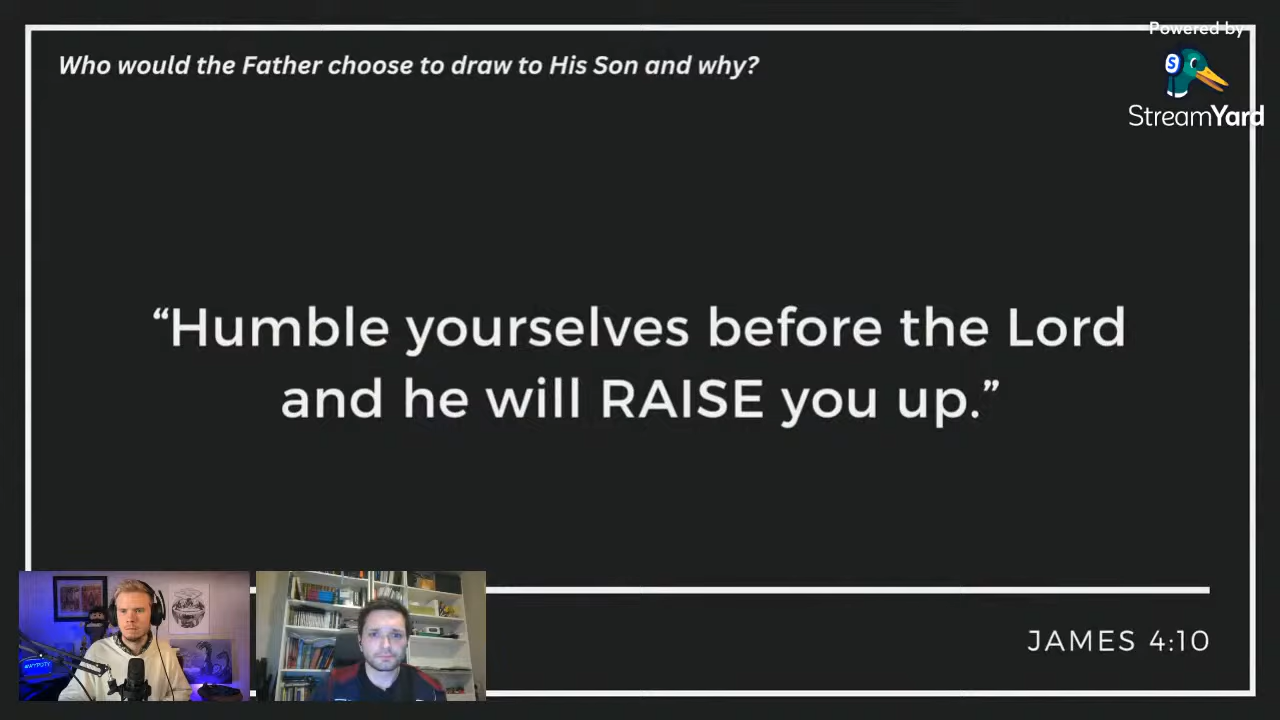 Powered by
Who would the Father choose to draw to His Son and why?
StreamYard
“Humble yourselves before the Lord
and he will RAISE you up.”
JAMES 4:10